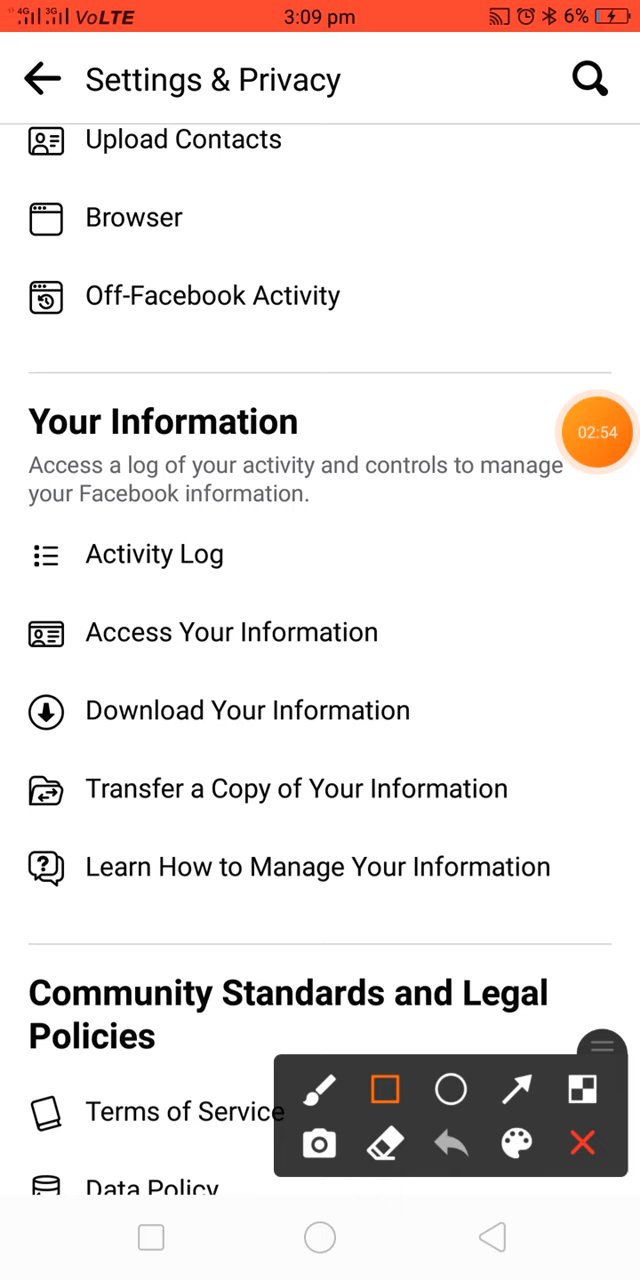 4G 3G VoLTE 3:09 pm 6%
Settings & Privacy
Upload Contacts
Browser
Off-Facebook Activity
Your Information
Access a log of your activity and controls to manage
your Facebook information.
02:54
Activity Log
Access Your Information
Download Your Information
Transfer a Copy of Your Information
Learn How to Manage Your Information
Community Standards and Legal
Policies
Terms of Service
Data Policy